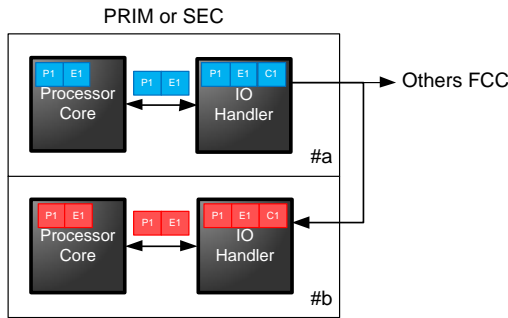 PRIM or SEC
P1 E1
Processor
Core
P1 E1
P1 E1 C1
IO
Handler
Others FCC
#a
P1 E1
Processor
Core
P1 E1
P1 E1 C1
IO
Handler
#b